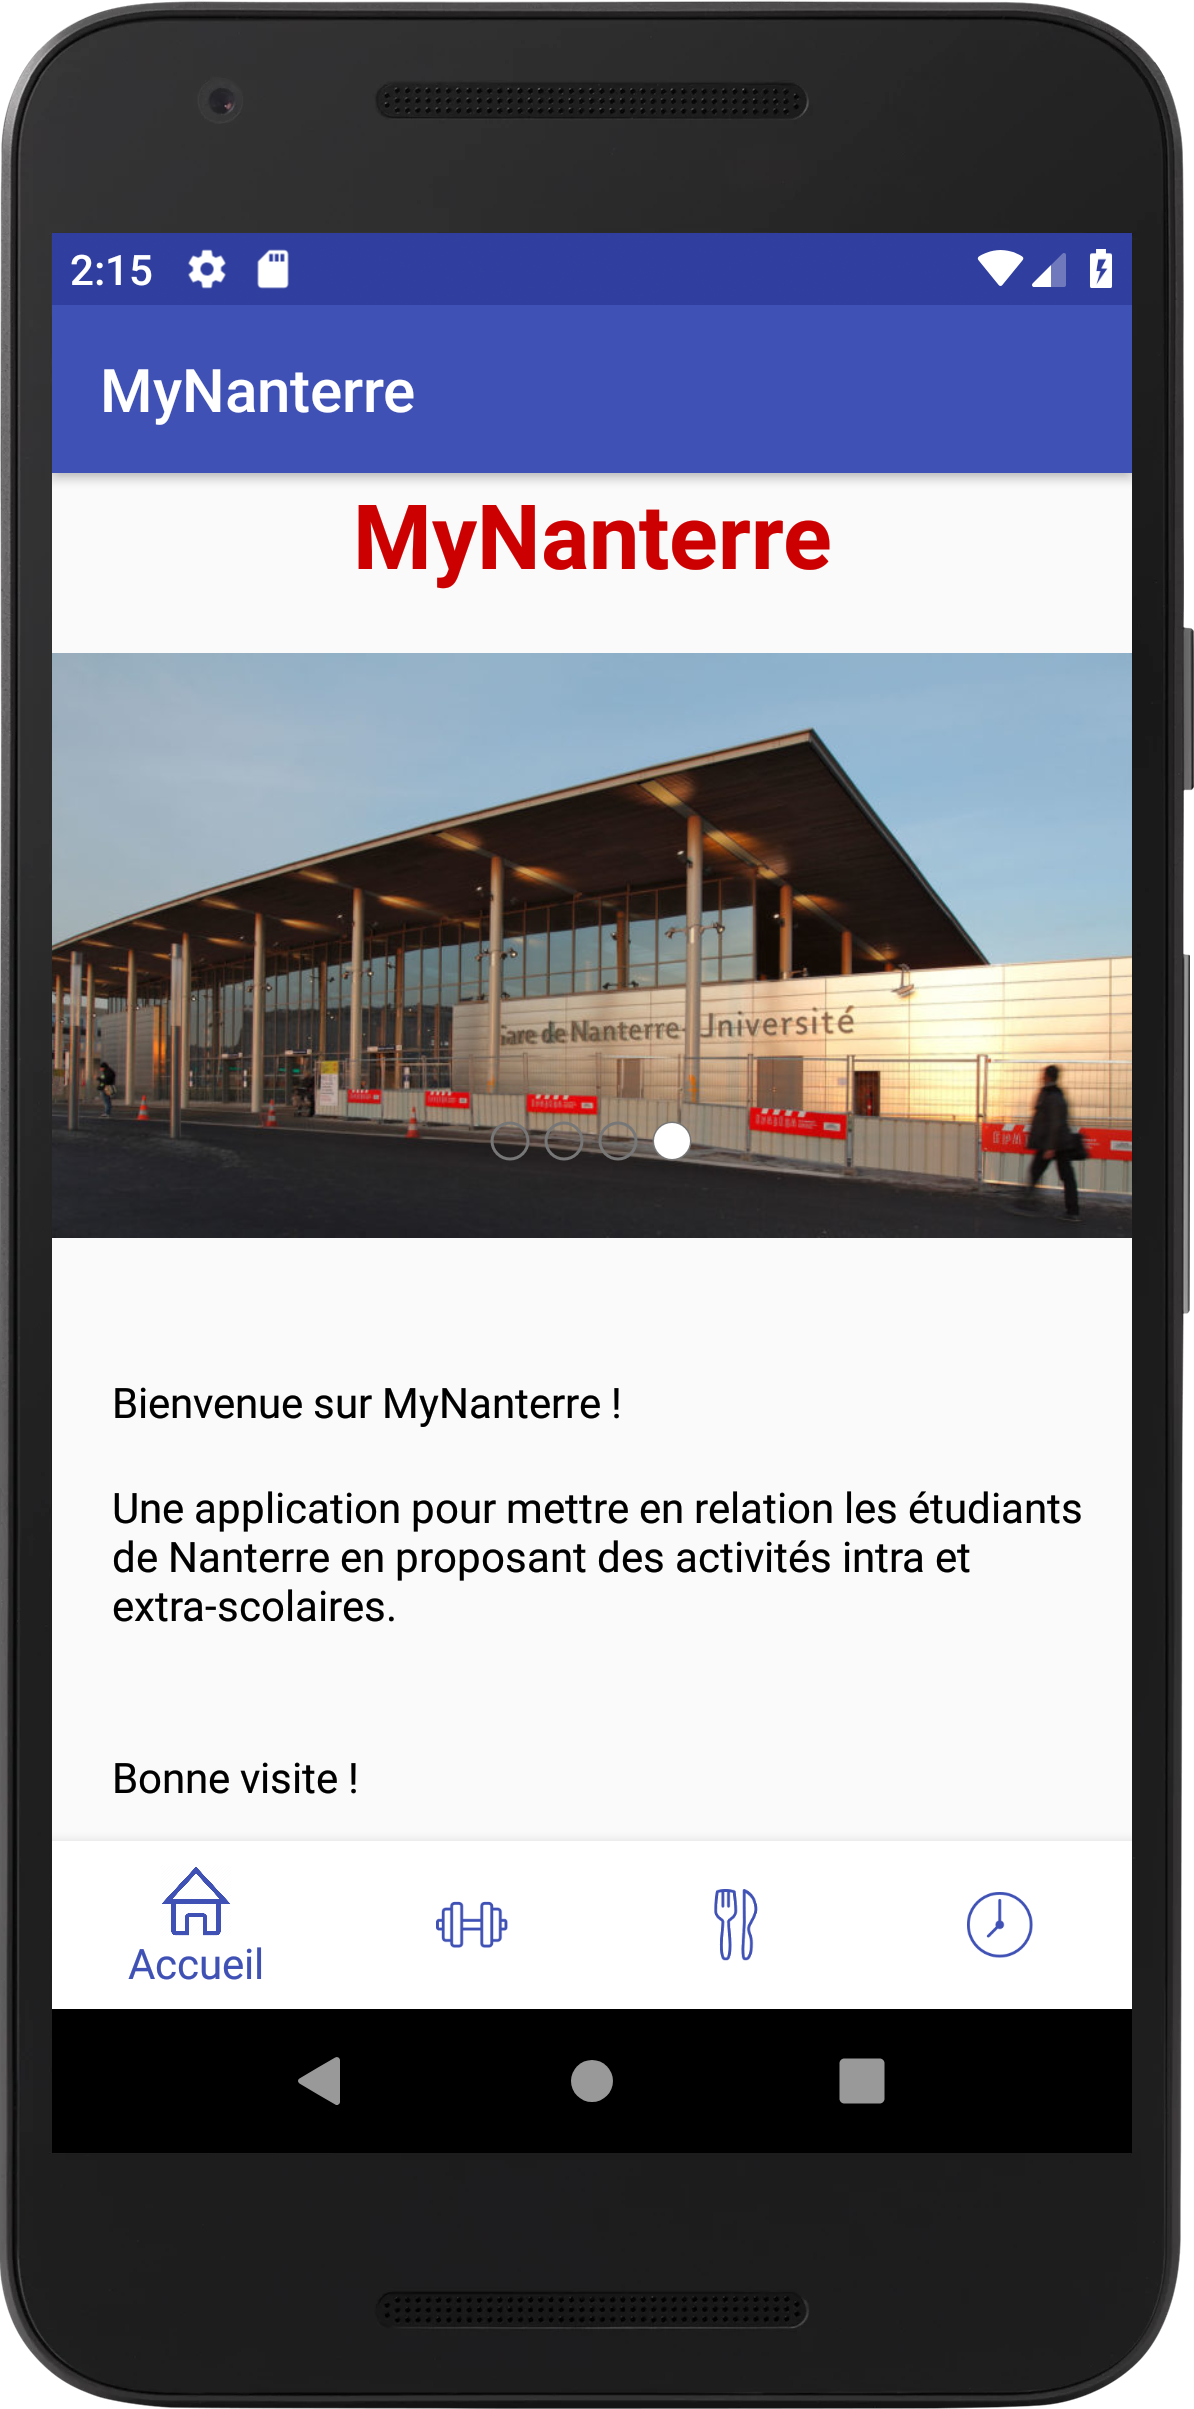 2:15
MyNanterre
MyNanterre
Gare de Nanterre-Université
Bienvenue sur MyNanterre !
Une application pour mettre en relation les étudiants
de Nanterre en proposant des activités intra et
extra-scolaires.
Bonne visite !
Accueil